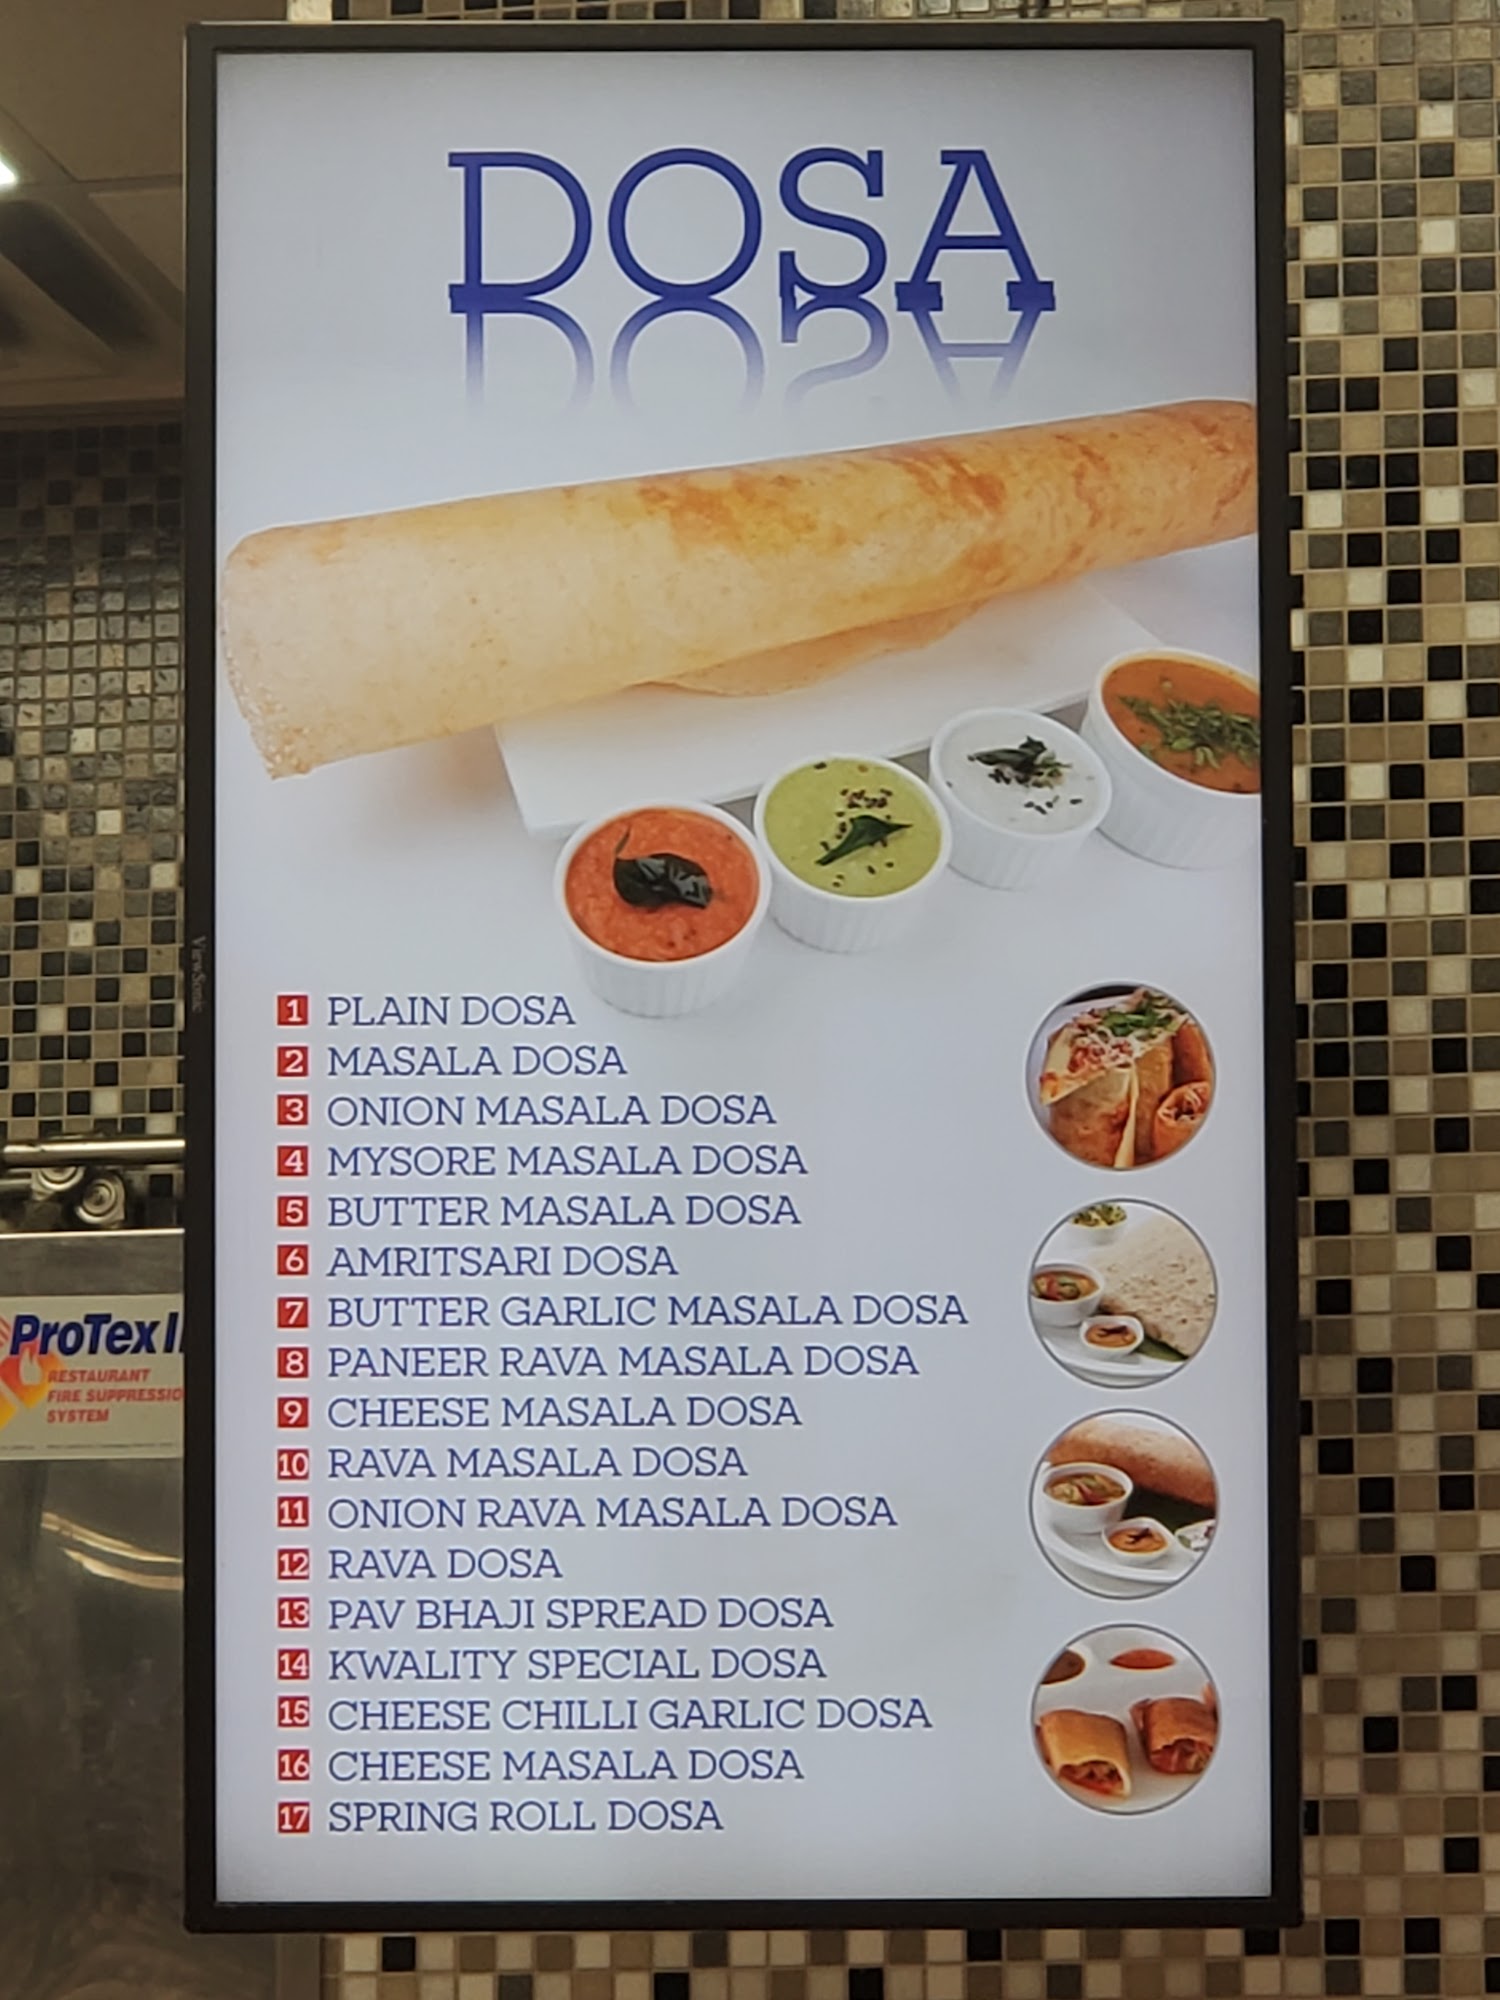 DOSA
1 PLAIN DOSA
2 MASALA DOSA
3 ONION MASALA DOSA
4 MYSORE MASALA DOSA
5 BUTTER MASALA DOSA
6 AMRITSARI DOSA
7 BUTTER GARLIC MASALA DOSA
8 PANEER RAVA MASALA DOSA
9 CHEESE MASALA DOSA
10 RAVA MASALA DOSA
11 ONION RAVA MASALA DOSA
12 RAVA DOSA
13 PAV BHAJI SPREAD DOSA
14 KWALITY SPECIAL DOSA
15 CHEESE CHILLI GARLIC DOSA
16 CHEESE MASALA DOSA
17 SPRING ROLL DOSA
ViewSonic
ProTex I
RESTAURANT
FIRE SUPPRESSIO
SYSTEM